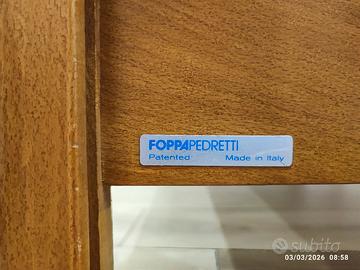 FOPPAPEDRETTI
Patented Made in Italy
subito
03/03/2026 08:58